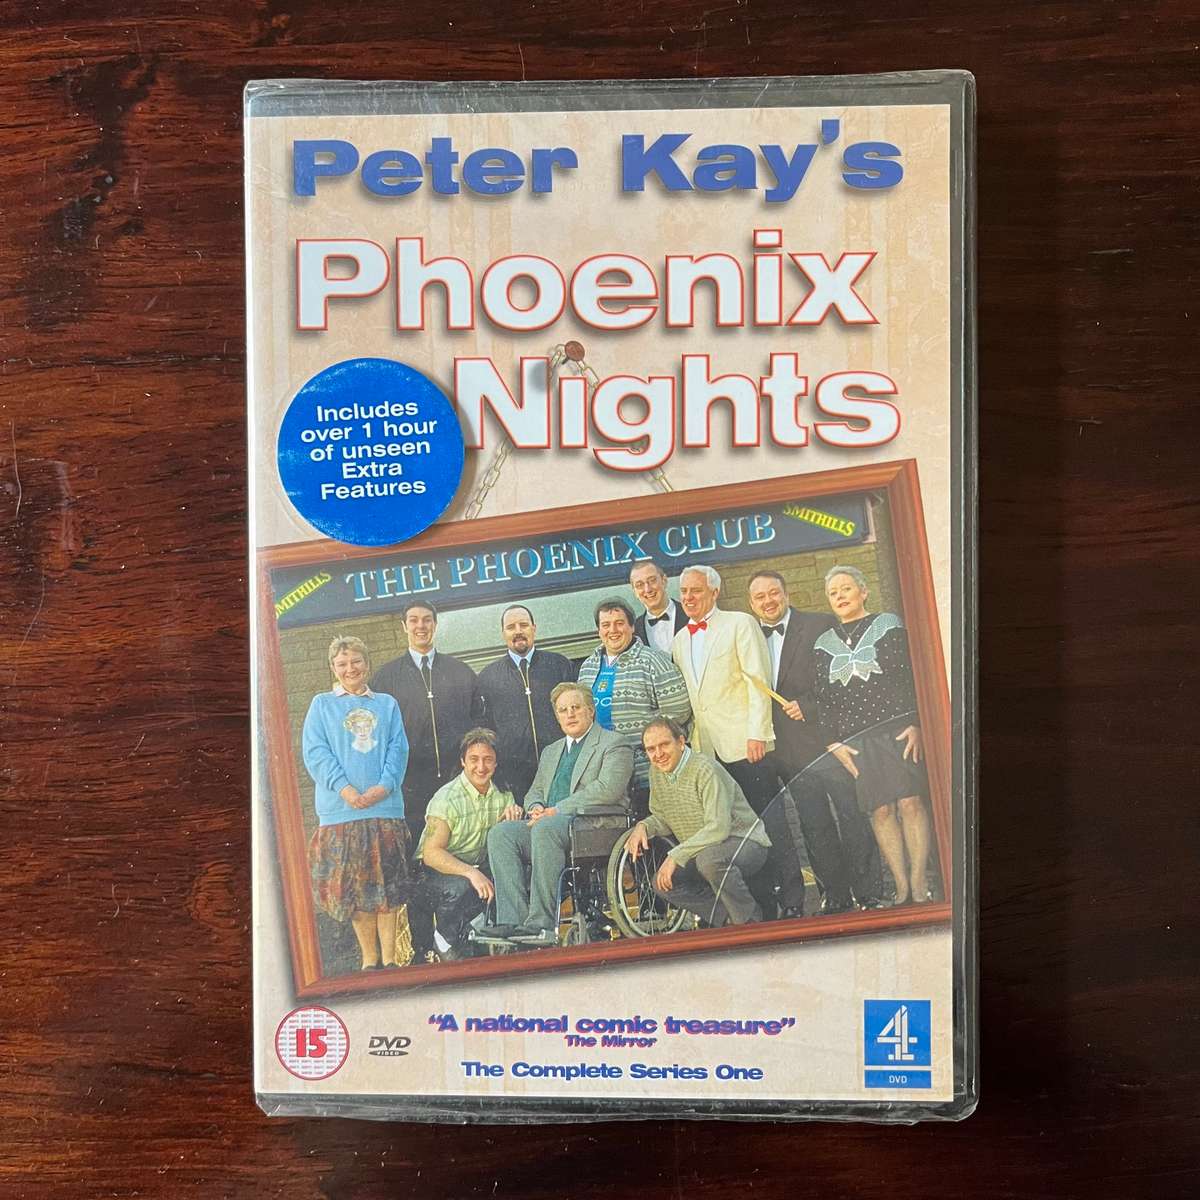 Peter Kay's
Phoenix
Nights
Includes
over 1 hour
of unseen
Extra
Features
SMITHILLS
THE PHOENIX CLUB
SMITHILLS
"A national comic treasure"
The Mirror
The Complete Series One
15
DVD
VIDEO
4
DVD